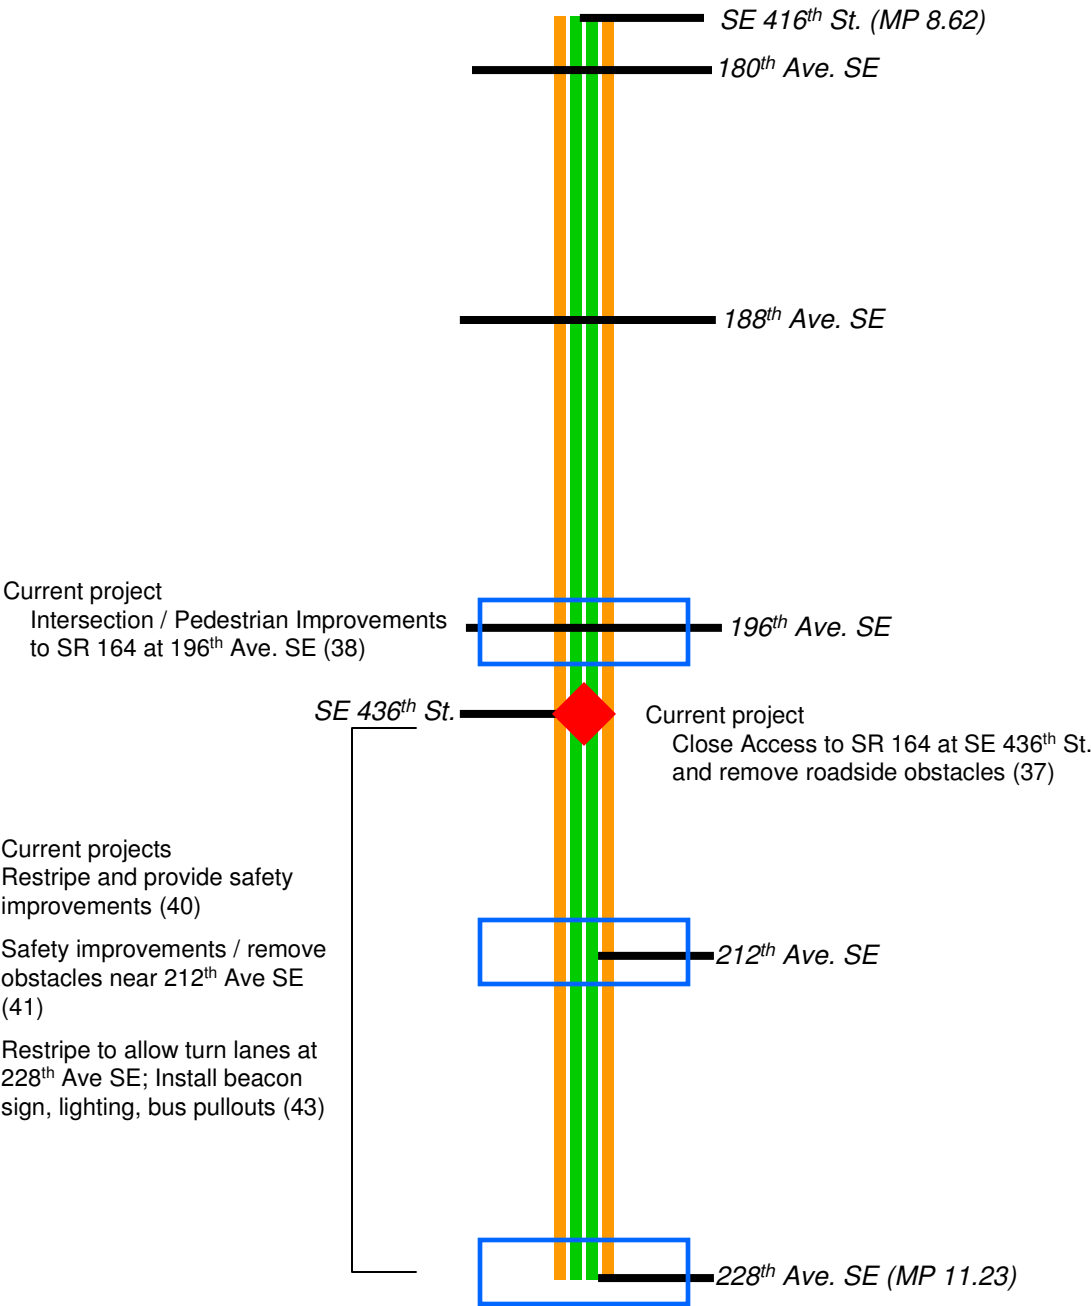 SE 416th St. (MP 8.62)
180th Ave. SE
188th Ave. SE
Current project
Intersection / Pedestrian Improvements
to SR 164 at 196th Ave. SE (38)
196th Ave. SE
SE 436th St.
Current project
Close Access to SR 164 at SE 436th St.
and remove roadside obstacles (37)
Current projects
Restripe and provide safety
improvements (40)
Safety improvements / remove
obstacles near 212th Ave SE
(41)
Restripe to allow turn lanes at
228th Ave SE; Install beacon
sign, lighting, bus pullouts (43)
212th Ave. SE
228th Ave. SE (MP 11.23)